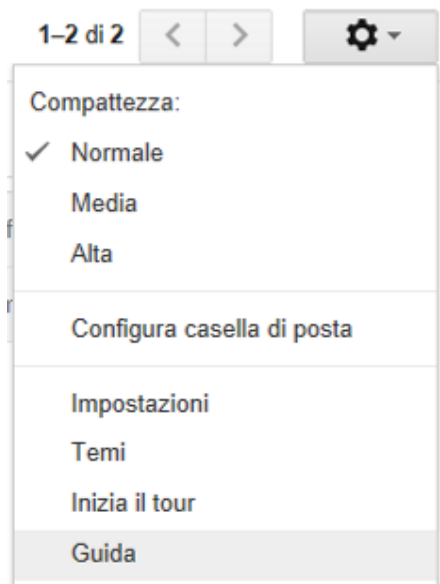 1–2 di 2
Compattezza:
Normale
Media
Alta
Configura casella di posta
Impostazioni
Temi
Inizia il tour
Guida